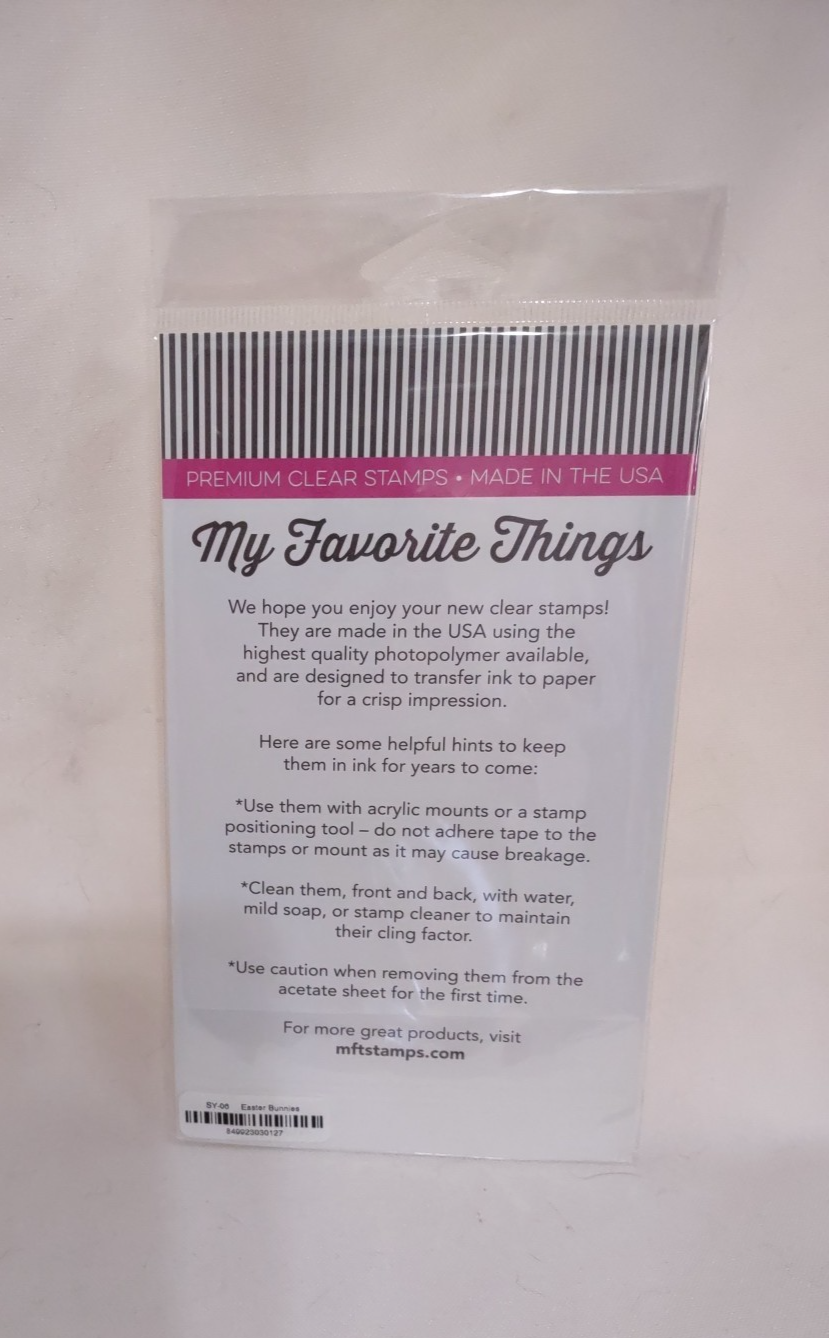 PREMIUM CLEAR STAMPS • MADE IN THE USA
My Favorite Things
We hope you enjoy your new clear stamps!
They are made in the USA using the
highest quality photopolymer available,
and are designed to transfer ink to paper
for a crisp impression.
Here are some helpful hints to keep
them in ink for years to come:
*Use them with acrylic mounts or a stamp
positioning tool – do not adhere tape to the
stamps or mount as it may cause breakage.
*Clean them, front and back, with water,
mild soap, or stamp cleaner to maintain
their cling factor.
*Use caution when removing them from the
acetate sheet for the first time.
For more great products, visit
mftstamps.com
SY-05 Easter Bunnies
849923030127